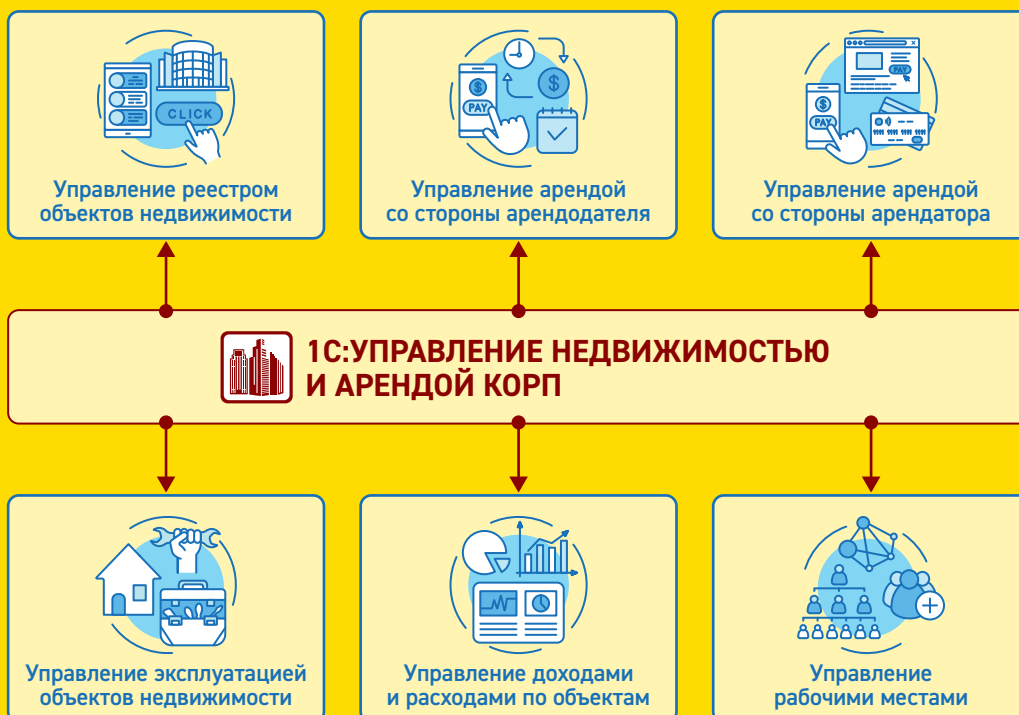 CLICK
Управление реестром
объектов недвижимости
$
PAY
$
Управление арендой
со стороны арендодателя
PAY
$
PAY
Управление арендой
со стороны арендатора
1С:УПРАВЛЕНИЕ НЕДВИЖИМОСТЬЮ
И АРЕНДОЙ КОРП
Управление эксплуатацией
объектов недвижимости
Управление доходами
и расходами по объектам
Управление
рабочими местами